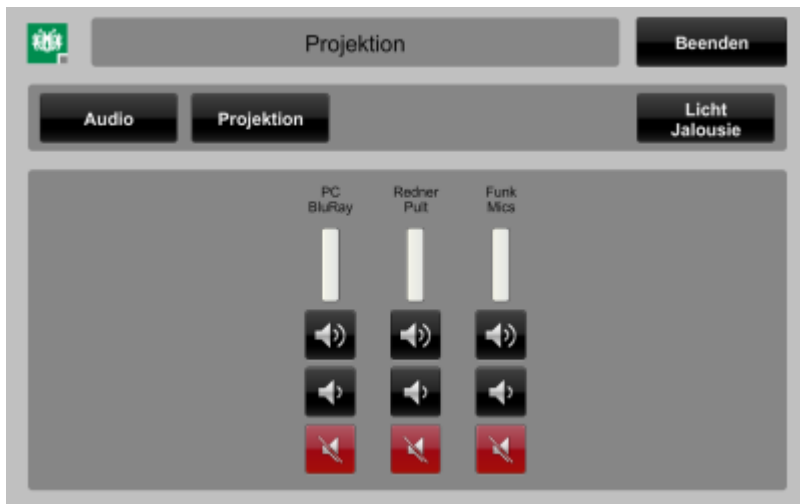 Projektion
Beenden
Audio
Projektion
Licht
Jalousie
PC
BluRay
Redner
Pult
Funk
Mics